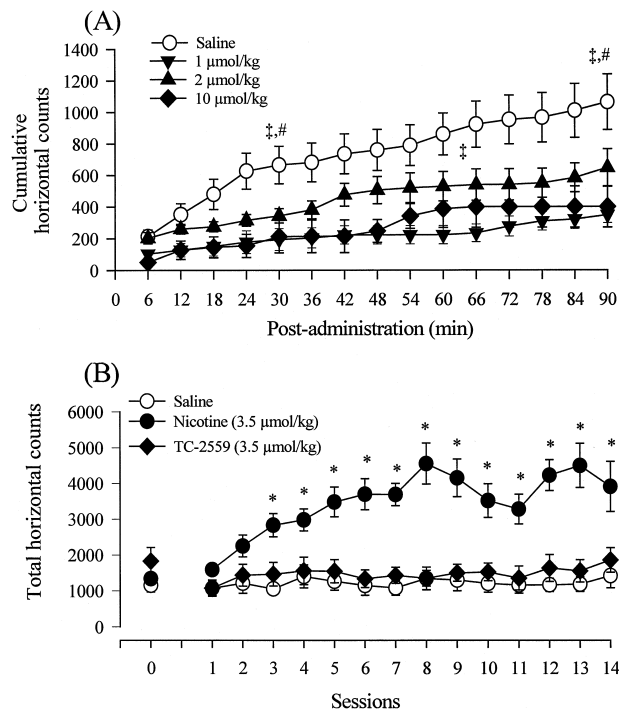 (A)
Saline
1 µmol/kg
2 µmol/kg
10 µmol/kg
Cumulative
horizontal counts
1400
1200
1000
800
600
400
200
0
‡,#
‡
‡,#
0 6 12 18 24 30 36 42 48 54 60 66 72 78 84 90
Post-administration (min)
(B)
Saline
Nicotine (3.5 µmol/kg)
TC-2559 (3.5 µmol/kg)
Total horizontal counts
6000
5000
4000
3000
2000
1000
0
* * * * * * * * * * * *
0 1 2 3 4 5 6 7 8 9 10 11 12 13 14
Sessions